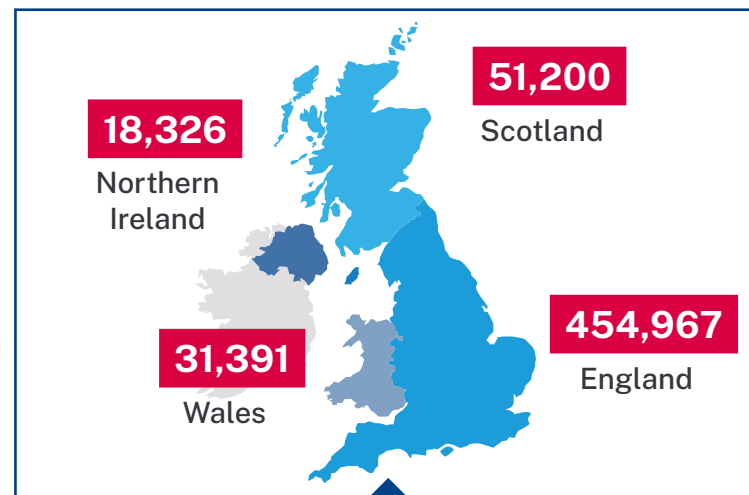 51,200
Scotland
18,326
Northern
Ireland
31,391
Wales
454,967
England